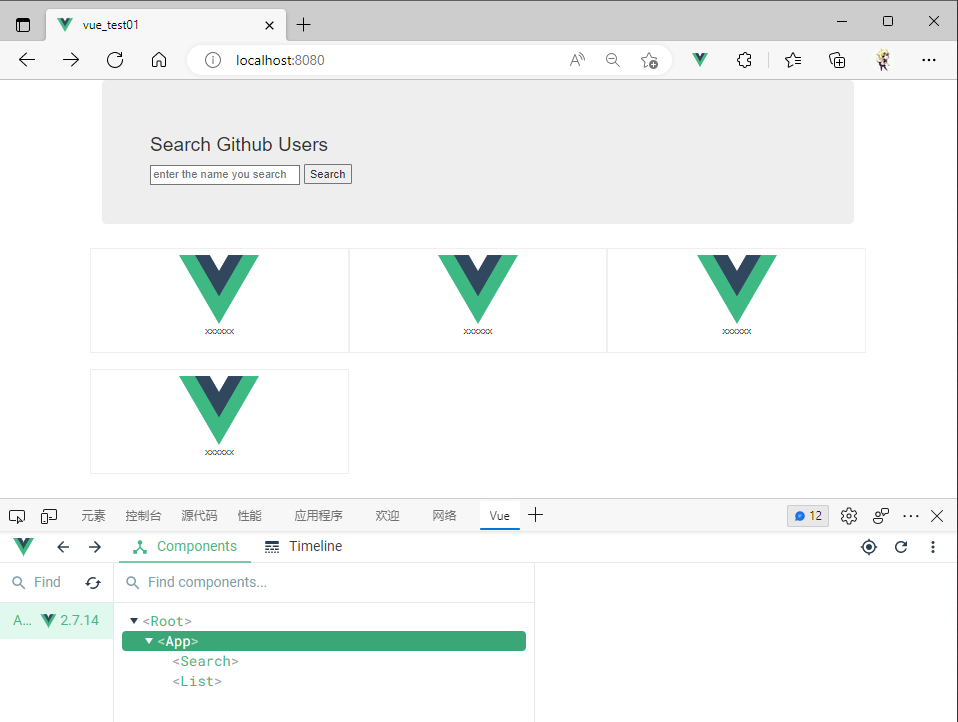 vue_test01
localhost:8080
Search Github Users
enter the name you search Search
xxxxxx xxxxxx xxxxxx
xxxxxx
元素 控制台 源代码 性能 应用程序 欢迎 网络 Vue 12
Components Timeline
Find Find components...
A... 2.7.14
<Root>
<App>
<Search>
<List>